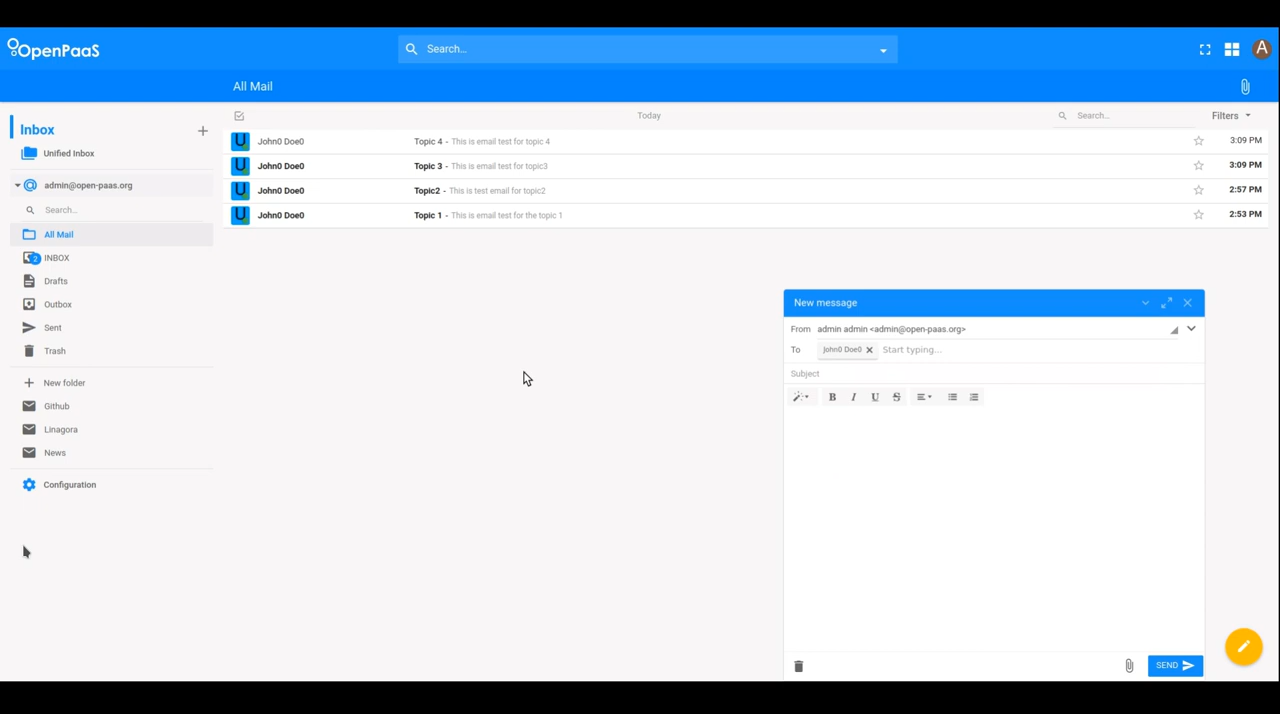 OpenPaaS
Search...
A
All Mail
Inbox
Unified Inbox
admin@open-paas.org
Search...
All Mail
2 INBOX
Drafts
Outbox
Sent
Trash
New folder
Github
Linagora
News
Configuration
Today
Search...
Filters
U John0 Doe0 Topic 4 - This is email test for topic 4 3:09 PM
U John0 Doe0 Topic 3 - This is email test for topic3 3:09 PM
U John0 Doe0 Topic2 - This is test email for topic2 2:57 PM
U John0 Doe0 Topic 1 - This is email test for the topic 1 2:53 PM
New message
From admin admin <admin@open-paas.org>
To John0 Doe0 Start typing...
Subject
B I U S
SEND